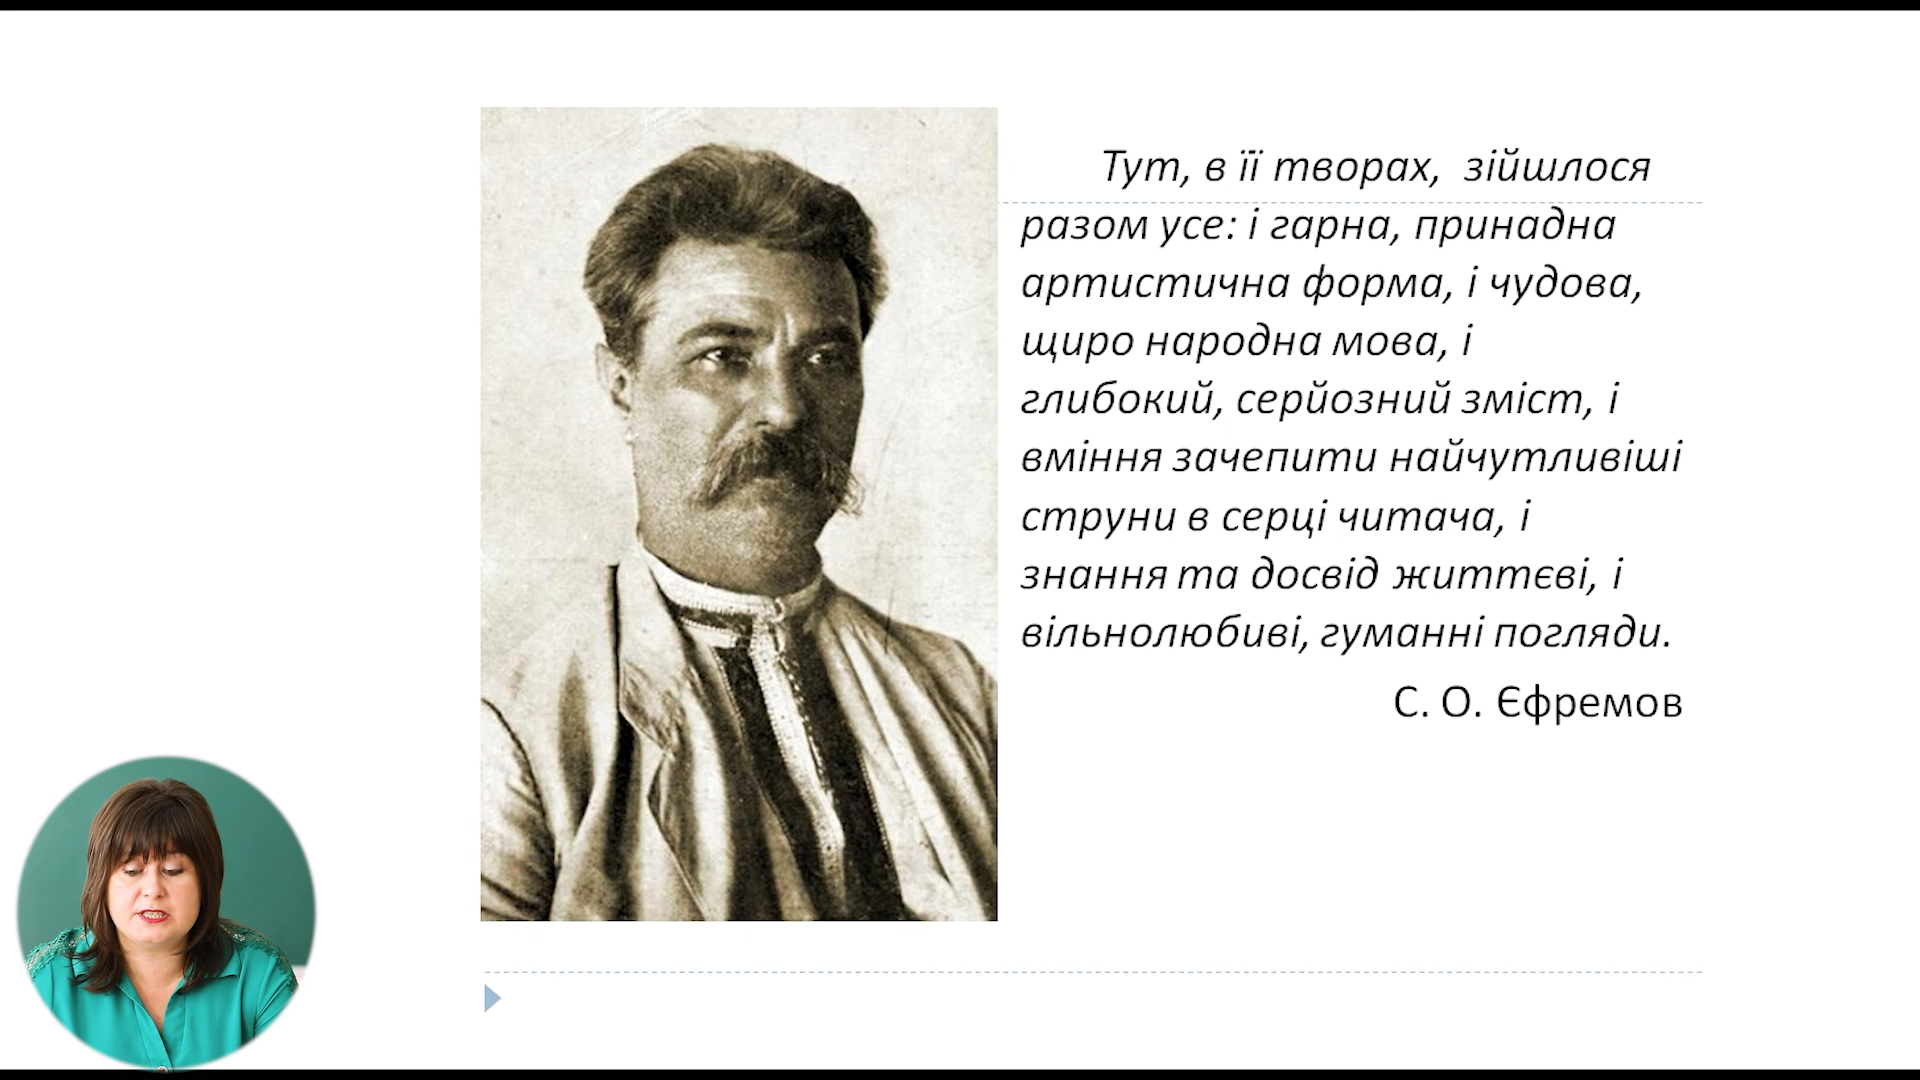 Тут, в її творах, зійшлося
разом усе: і гарна, принадна
артистична форма, і чудова,
щиро народна мова, і
глибокий, серйозний зміст, і
вміння зачепити найчутливіші
струни в серці читача, і
знання та досвід життєві, і
вільнолюбиві, гуманні погляди.
С. О. Єфремов